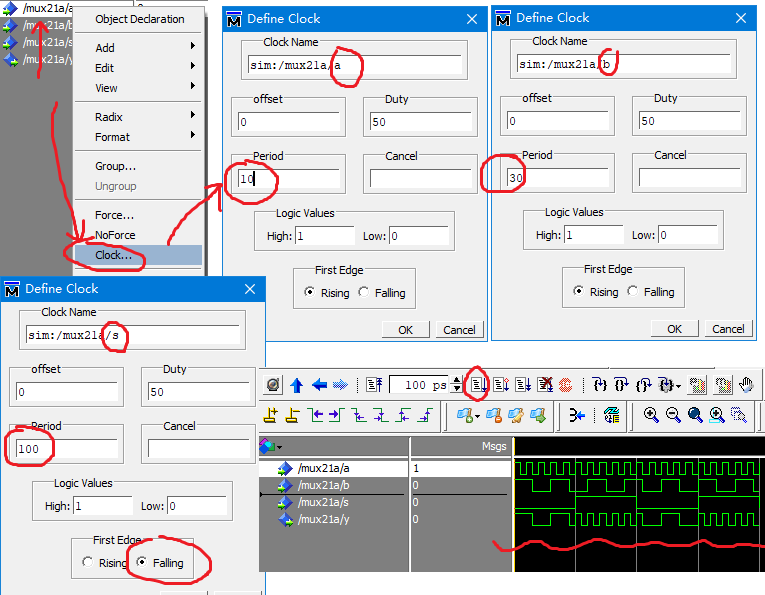 /mux21a/a
/mux21a/b
/mux21a/s
/mux21a/y
Object Declaration
Add
Edit
View
Radix
Format
Group...
Ungroup
Force...
NoForce
Clock...
Define Clock
Clock Name
sim:/mux21a/a
offset
Duty
0
50
Period
Cancel
10
Logic Values
High: 1
Low: 0
First Edge
Rising
Falling
OK
Cancel
Define Clock
Clock Name
sim:/mux21a/b
offset
Duty
0
50
Period
Cancel
30
Logic Values
High: 1
Low: 0
First Edge
Rising
Falling
OK
Cancel
Define Clock
Clock Name
sim:/mux21a/s
offset
Duty
0
50
Period
Cancel
100
Logic Values
High: 1
Low: 0
First Edge
Rising
Falling
100 ps
Msgs
/mux21a/a
1
/mux21a/b
0
/mux21a/s
0
/mux21a/y
0